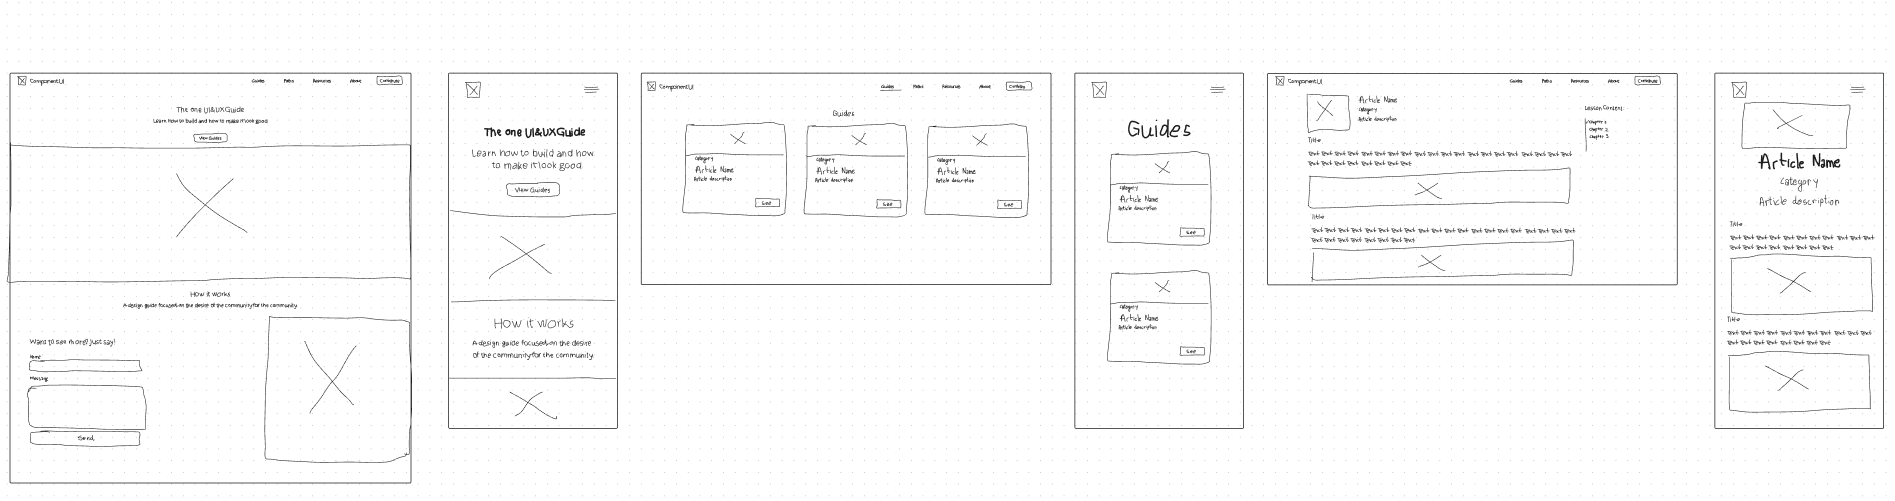 ComponentUI
Guides Paths Resources About Contribute
The one UI&UX Guide
Learn how to build and how to make it look good
View Guides
How it works
A design guide focused on the desire of the community for the community
Want to see more? Just say!
Name
Message
Send
The one UI&UX Guide
Learn how to build and how
to make it look good
View Guides
How it works
A design guide focused on the desire
of the community for the community
ComponentUI
Guides Paths Resources About Contribute
Guides
Category
Article Name
Article description
See
Category
Article Name
Article description
See
Category
Article Name
Article description
See
Guides
Category
Article Name
Article description
See
Category
Article Name
Article description
See
ComponentUI
Guides Paths Resources About Contribute
Article Name
Category
Article description
Lesson Content:
Chapter 1
Chapter 2
Chapter 3
Title
Text Text Text Text Text Text Text Text Text Text Text Text Text Text Text Text Text Text Text Text
Text Text Text Text Text Text Text Text
Title
Text Text Text Text Text Text Text Text Text Text Text Text Text Text Text Text Text Text Text Text
Text Text Text Text Text Text Text Text
Article Name
Category
Article description
Title
Text Text Text Text Text Text Text Text Text Text Text
Text Text Text Text Text Text Text Text
Title
Text Text Text Text Text Text Text Text Text Text Text
Text Text Text Text Text Text Text Text